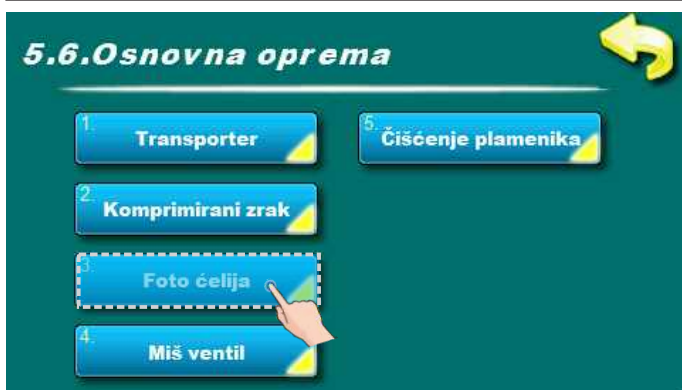 5.6.Osnovna oprema
1. Transporter
2. Komprimirani zrak
3. Foto ćelija
4. Miš ventil
5. Čišćenje plamenika